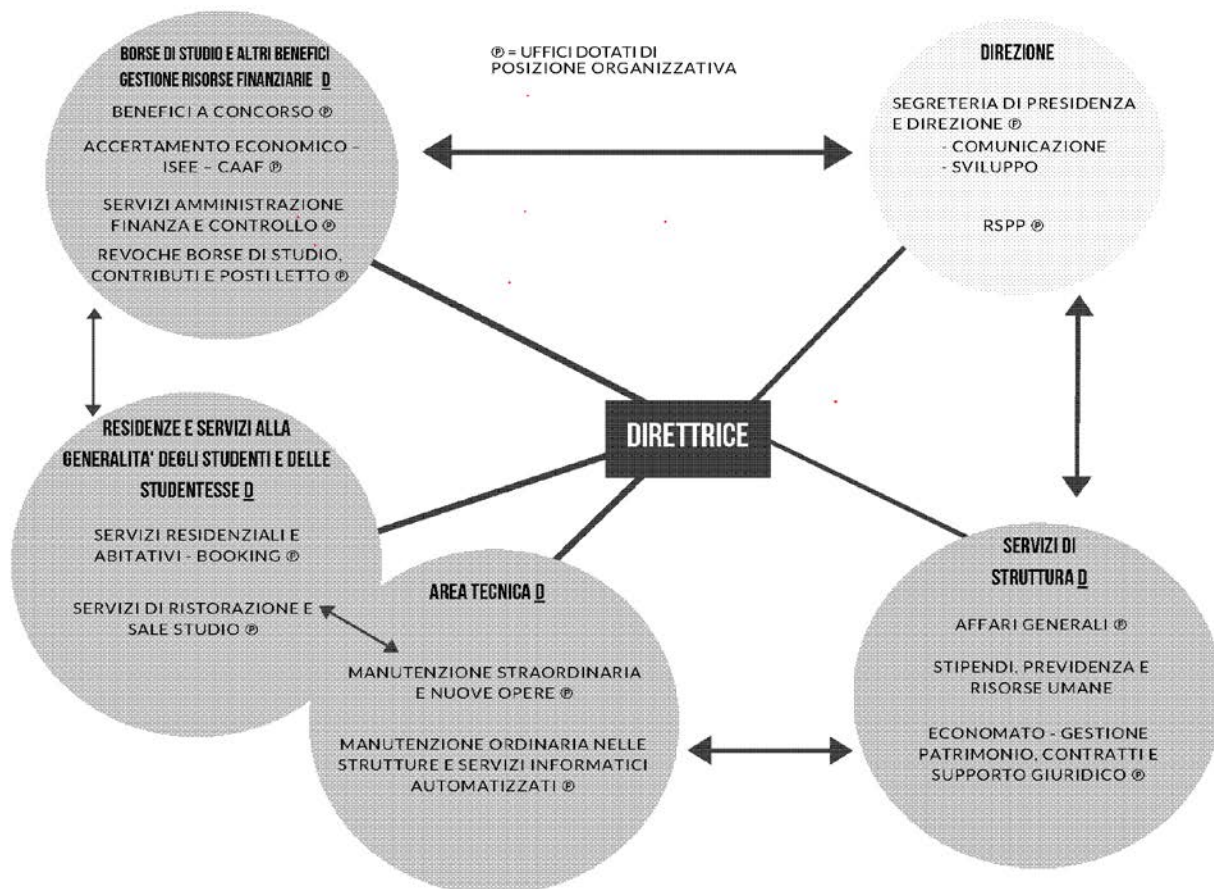 BORSE DI STUDIO E ALTRI BENEFICI
GESTIONE RISORSE FINANZIARIE D
BENEFICI A CONCORSO ℗
ACCERTAMENTO ECONOMICO –
ISEE – CAAF ℗
SERVIZI AMMINISTRAZIONE
FINANZA E CONTROLLO ℗
REVOCHE BORSE DI STUDIO,
CONTRIBUTI E POSTI LETTO ℗
℗ = UFFICI DOTATI DI
POSIZIONE ORGANIZZATIVA
DIREZIONE
SEGRETERIA DI PRESIDENZA
E DIREZIONE ℗
- COMUNICAZIONE
- SVILUPPO
RSPP ℗
DIRETTRICE
RESIDENZE E SERVIZI ALLA
GENERALITA' DEGLI STUDENTI E DELLE
STUDENTESSE D
SERVIZI RESIDENZIALI E
ABITATIVI - BOOKING ℗
SERVIZI DI RISTORAZIONE E
SALE STUDIO ℗
AREA TECNICA D
MANUTENZIONE STRAORDINARIA
E NUOVE OPERE ℗
MANUTENZIONE ORDINARIA NELLE
STRUTTURE E SERVIZI INFORMATICI
AUTOMATIZZATI ℗
SERVIZI DI
STRUTTURA D
AFFARI GENERALI ℗
STIPENDI, PREVIDENZA E
RISORSE UMANE
ECONOMATO - GESTIONE
PATRIMONIO, CONTRATTI E
SUPPORTO GIURIDICO ℗